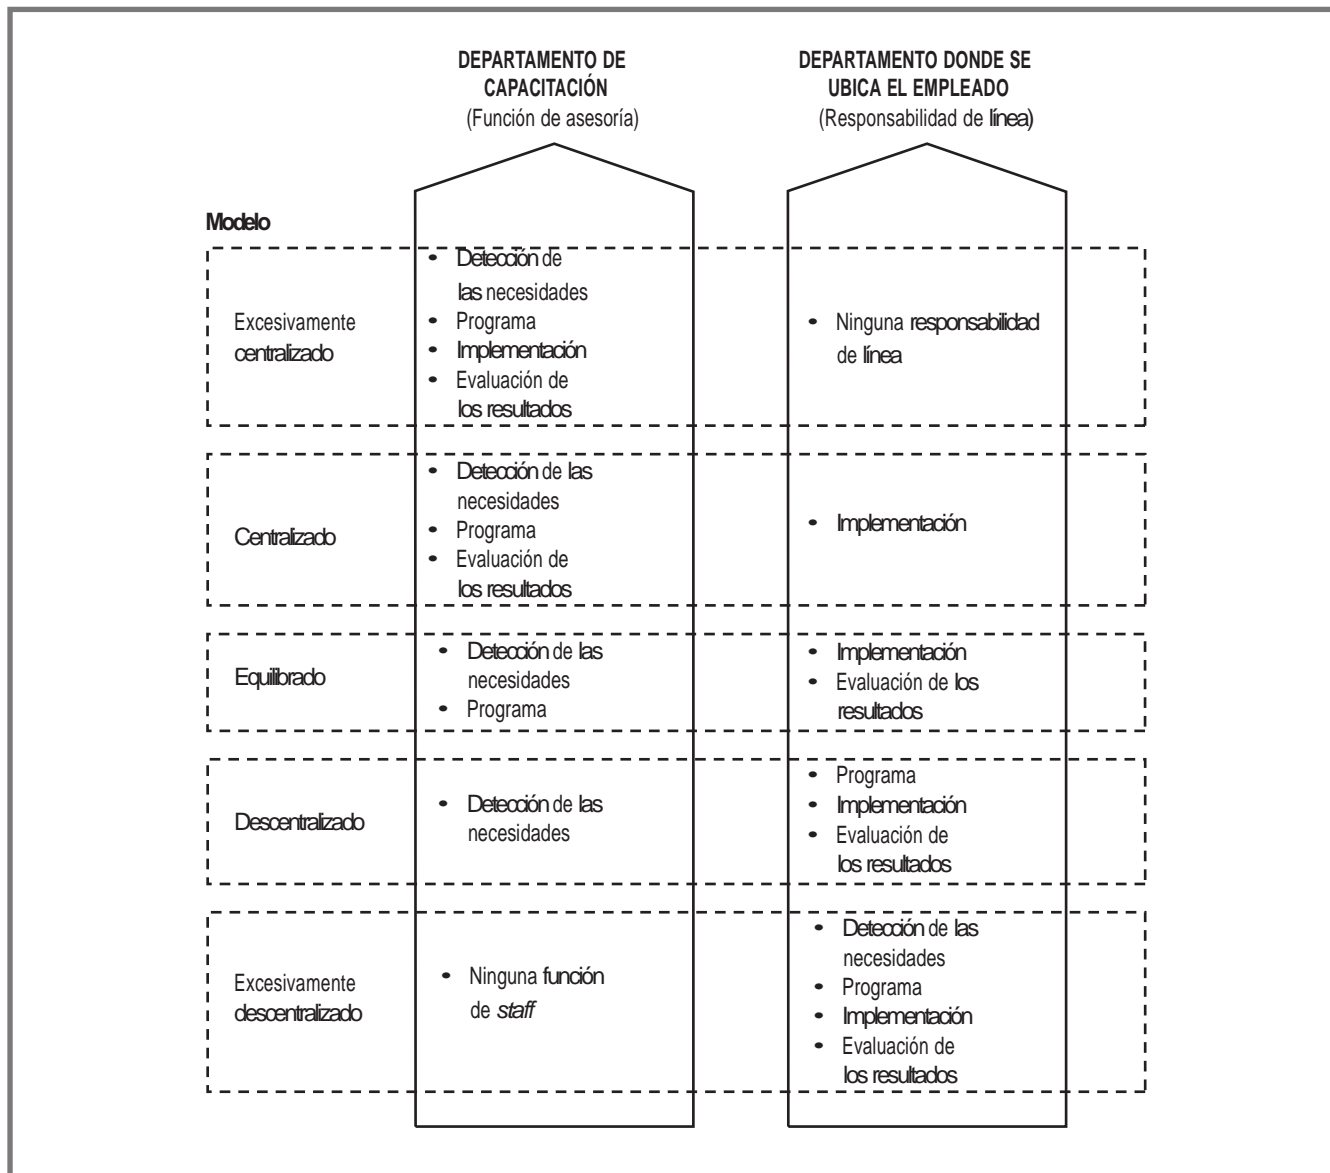 DEPARTAMENTO DE
CAPACITACIÓN
(Función de asesoría)
DEPARTAMENTO DONDE SE
UBICA EL EMPLEADO
(Responsabilidad de línea)
Modelo
Excesivamente
centralizado
• Detección de
las necesidades
• Programa
• Implementación
• Evaluación de
los resultados
• Ninguna responsabilidad
de línea
Centralizado
• Detección de las
necesidades
• Programa
• Evaluación de
los resultados
• Implementación
Equilibrado
• Detección de las
necesidades
• Programa
• Implementación
• Evaluación de los
resultados
Descentralizado
• Detección de las
necesidades
• Programa
• Implementación
• Evaluación de
los resultados
Excesivamente
descentralizado
• Ninguna función
de staff
• Detección de las
necesidades
• Programa
• Implementación
• Evaluación de
los resultados